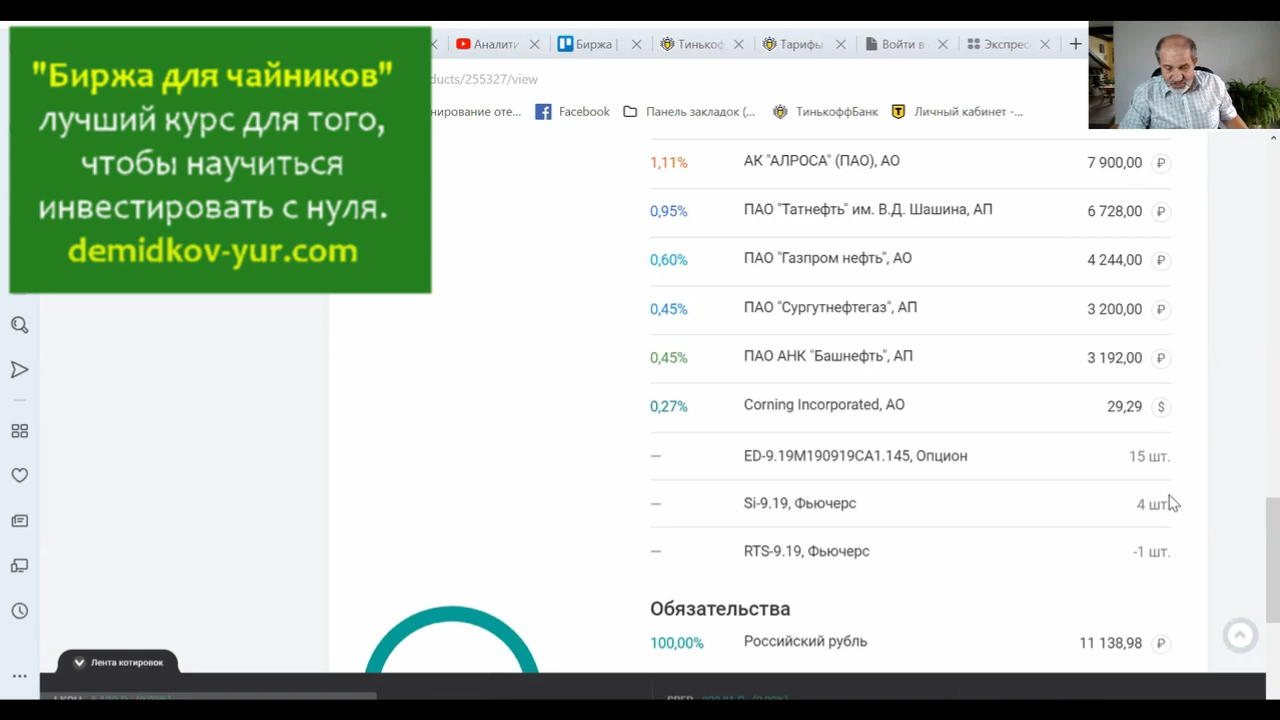 "Биржа для чайников"
лучший курс для того,
чтобы научиться
инвестировать с нуля.
demidkov-yur.com
Аналити
Биржа |
Тинькоф
Тарифы
Войти в
Экспрес
ducts/255327/view
нирование оте...
Facebook
Панель закладок (...
ТинькоффБанк
Личный кабинет -...
1,11% АК "АЛРОСА" (ПАО), АО 7 900,00 ₽
0,95% ПАО "Татнефть" им. В.Д. Шашина, АП 6 728,00 ₽
0,60% ПАО "Газпром нефть", АО 4 244,00 ₽
0,45% ПАО "Сургутнефтегаз", АП 3 200,00 ₽
0,45% ПАО АНК "Башнефть", АП 3 192,00 ₽
0,27% Corning Incorporated, АО 29,29 $
— ED-9.19M190919CA1.145, Опцион 15 шт.
— Si-9.19, Фьючерс 4 шт.
— RTS-9.19, Фьючерс -1 шт.
Обязательства
100,00% Российский рубль 11 138,98 ₽
Лента котировок